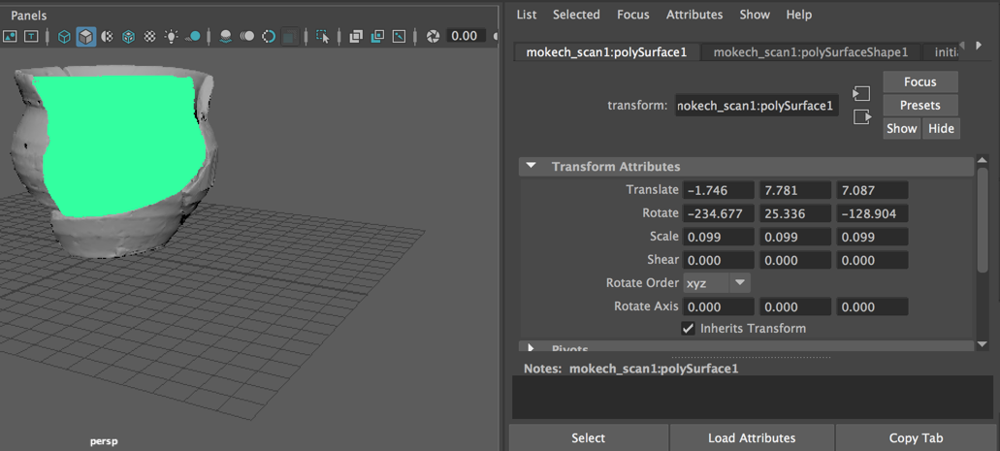 Panels
0.00
persp
List Selected Focus Attributes Show Help
mokech_scan1:polySurface1 mokech_scan1:polySurfaceShape1 initi
transform: nokech_scan1:polySurface1
Focus
Presets
Show Hide
Transform Attributes
Translate -1.746 7.781 7.087
Rotate -234.677 25.336 -128.904
Scale 0.099 0.099 0.099
Shear 0.000 0.000 0.000
Rotate Order xyz
Rotate Axis 0.000 0.000 0.000
Inherits Transform
Pivots
Notes: mokech_scan1:polySurface1
Select Load Attributes Copy Tab